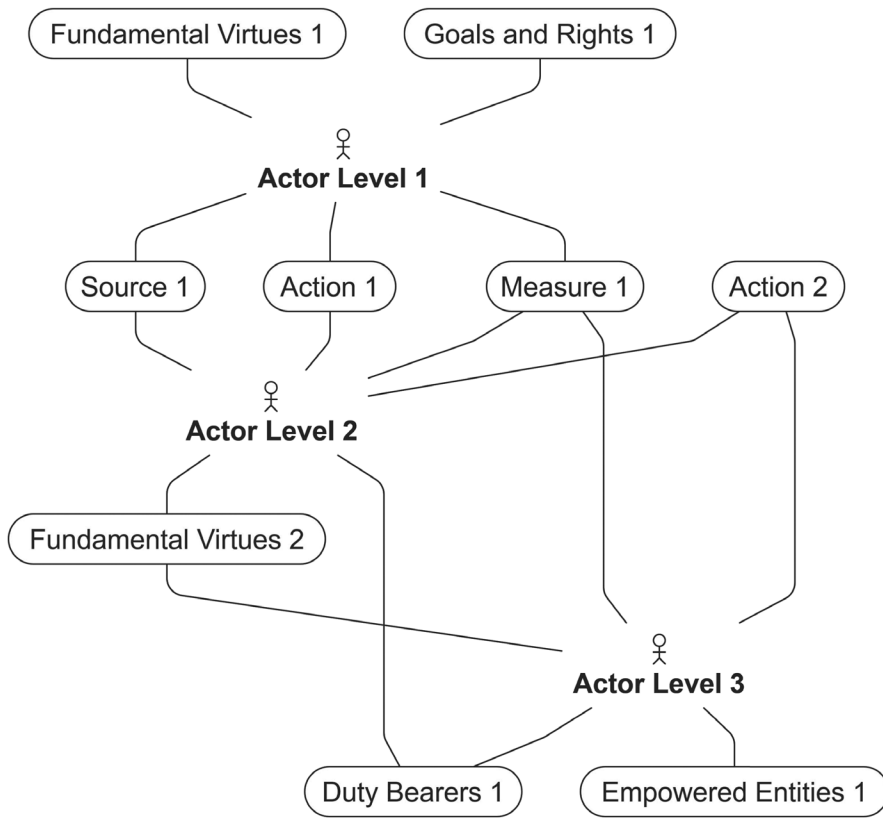 Fundamental Virtues 1
Goals and Rights 1
Actor Level 1
Source 1
Action 1
Measure 1
Action 2
Actor Level 2
Fundamental Virtues 2
Actor Level 3
Duty Bearers 1
Empowered Entities 1